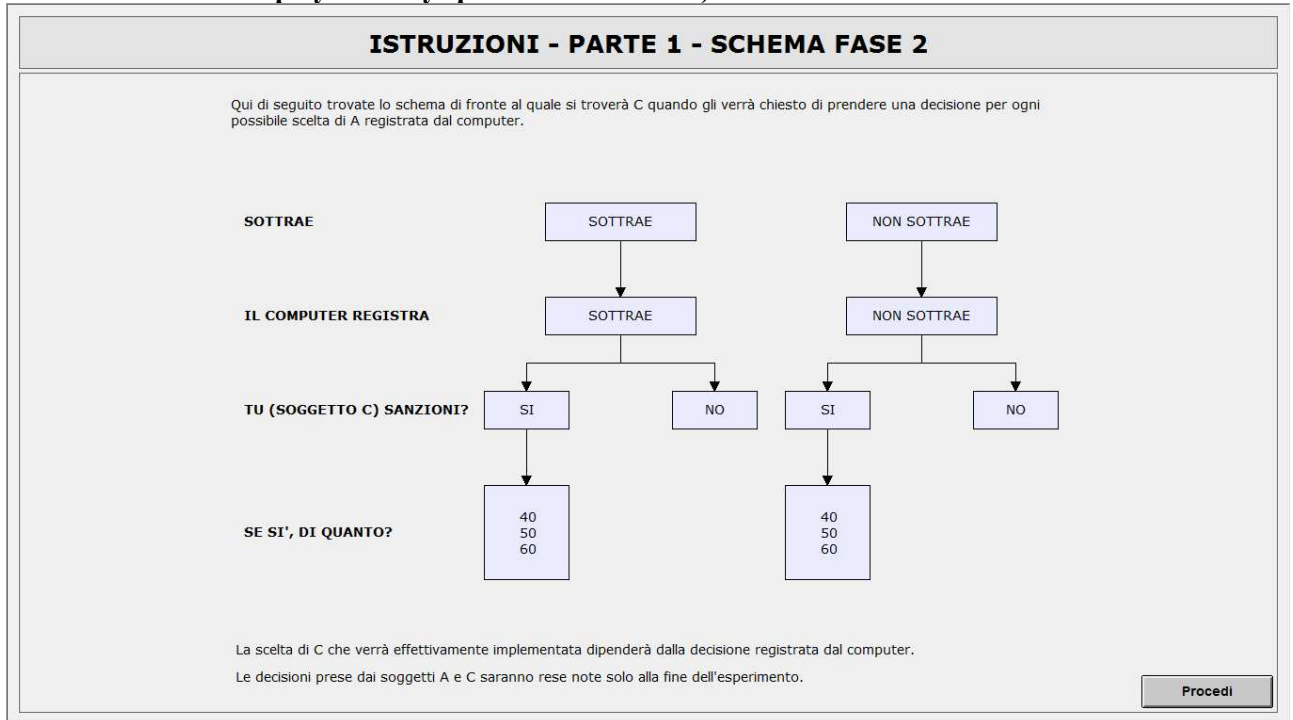 ISTRUZIONI - PARTE 1 - SCHEMA FASE 2
Qui di seguito trovate lo schema di fronte al quale si troverà C quando gli verrà chiesto di prendere una decisione per ogni
possibile scelta di A registrata dal computer.
SOTTRAE SOTTRAE NON SOTTRAE
IL COMPUTER REGISTRA SOTTRAE NON SOTTRAE
TU (SOGGETTO C) SANZIONI? SI NO SI NO
40 40
SE SI', DI QUANTO? 50 50
60 60
La scelta di C che verrà effettivamente implementata dipenderà dalla decisione registrata dal computer.
Le decisioni prese dai soggetti A e C saranno rese note solo alla fine dell'esperimento.
Procedi